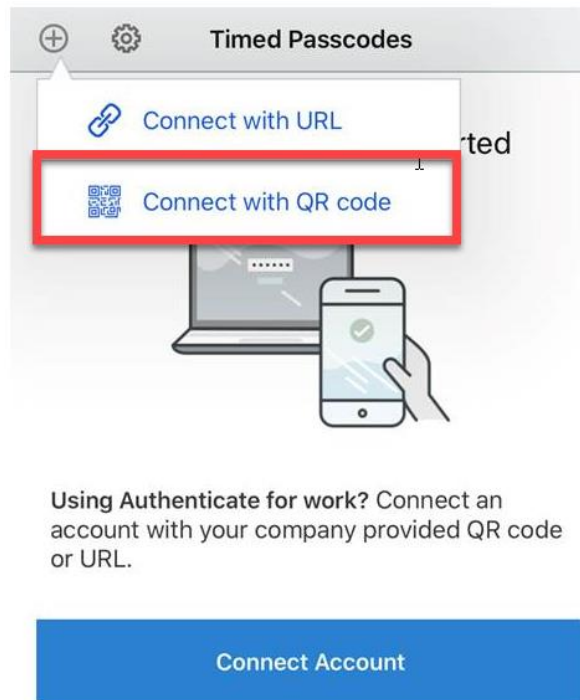 Timed Passcodes
Connect with URL
rted
Connect with QR code
Using Authenticate for work? Connect an
account with your company provided QR code
or URL.
Connect Account